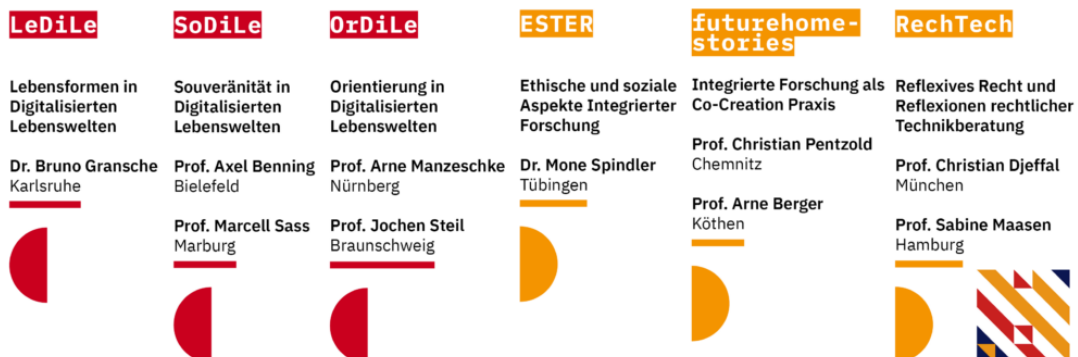 LeDiLe
Lebensformen in
Digitalisierten
Lebenswelten
Dr. Bruno Gransche
Karlsruhe
SoDiLe
Souveränität in
Digitalisierten
Lebenswelten
Prof. Axel Benning
Bielefeld
Prof. Marcell Sass
Marburg
OrDiLe
Orientierung in
Digitalisierten
Lebenswelten
Prof. Arne Manzeschke
Nürnberg
Prof. Jochen Steil
Braunschweig
ESTER
Ethische und soziale
Aspekte Integrierter
Forschung
Dr. Mone Spindler
Tübingen
futurehome-
stories
Integrierte Forschung als
Co-Creation Praxis
Prof. Christian Pentzold
Chemnitz
Prof. Arne Berger
Köthen
RechTech
Reflexives Recht und
Reflexionen rechtlicher
Technikberatung
Prof. Christian Djeffal
München
Prof. Sabine Maasen
Hamburg